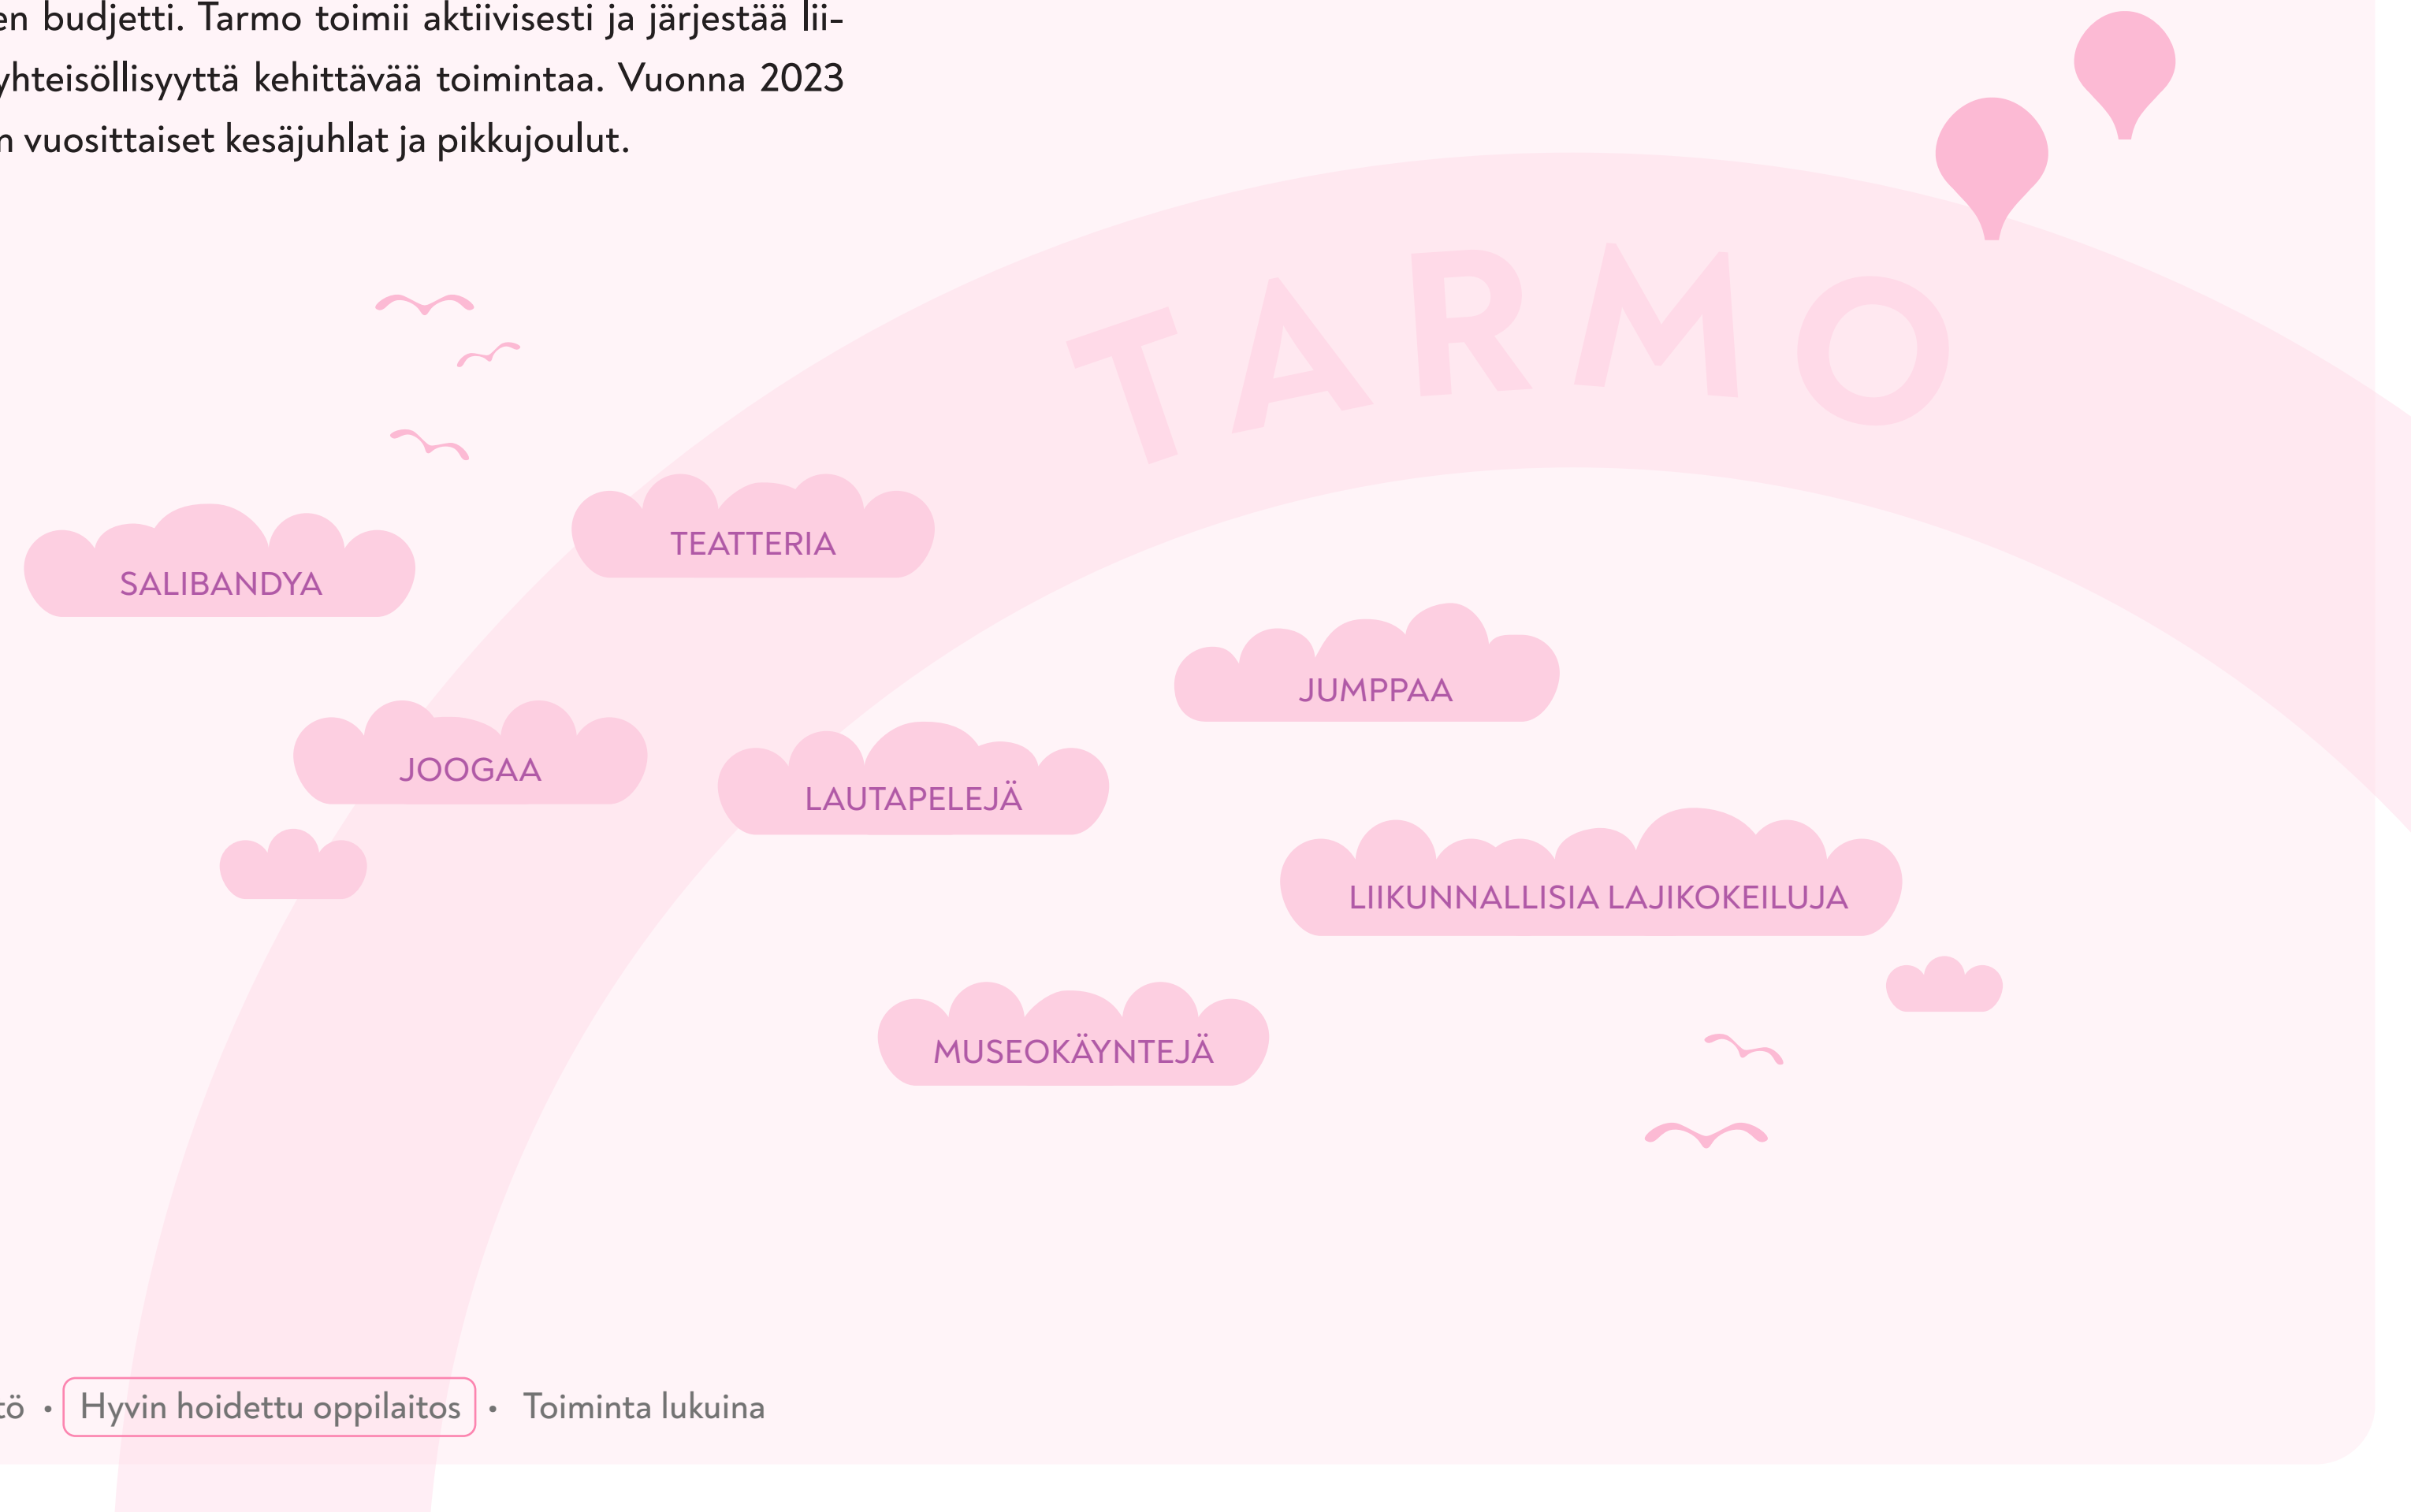 en budjetti. Tarmo toimii aktiivisesti ja järjestää lii-
yhteisöllisyyttä kehittävää toimintaa. Vuonna 2023
n vuosittaiset kesäjuhlat ja pikkujoulut.
TARMO
TEATTERIA
SALIBANDYA
JUMPPAA
JOOGAA
LAUTAPELEJÄ
LIIKUNNALLISIA LAJIKOKEILUJA
MUSEOKÄYNTEJÄ
tö • Hyvin hoidettu oppilaitos • Toiminta lukuina